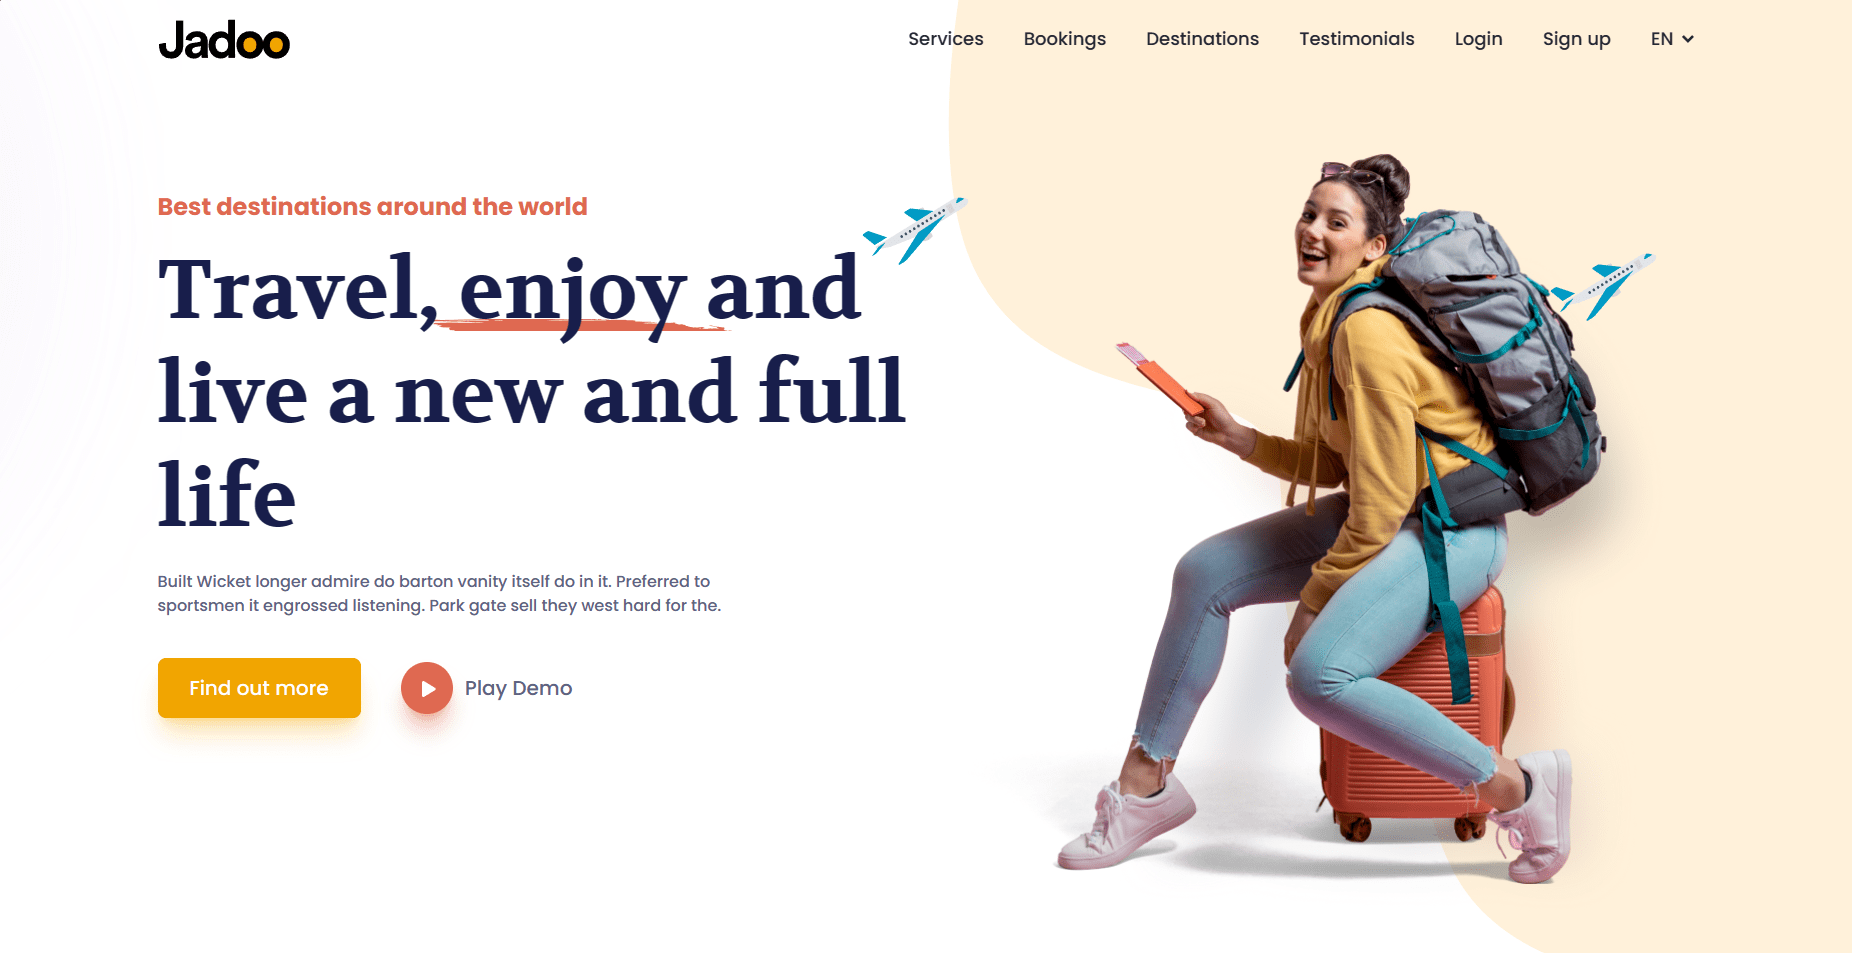 Jadoo
Services Bookings Destinations Testimonials Login Sign up EN
Best destinations around the world
Travel, enjoy and
live a new and full
life
Built Wicket longer admire do barton vanity itself do in it. Preferred to
sportsmen it engrossed listening. Park gate sell they west hard for the.
Find out more Play Demo